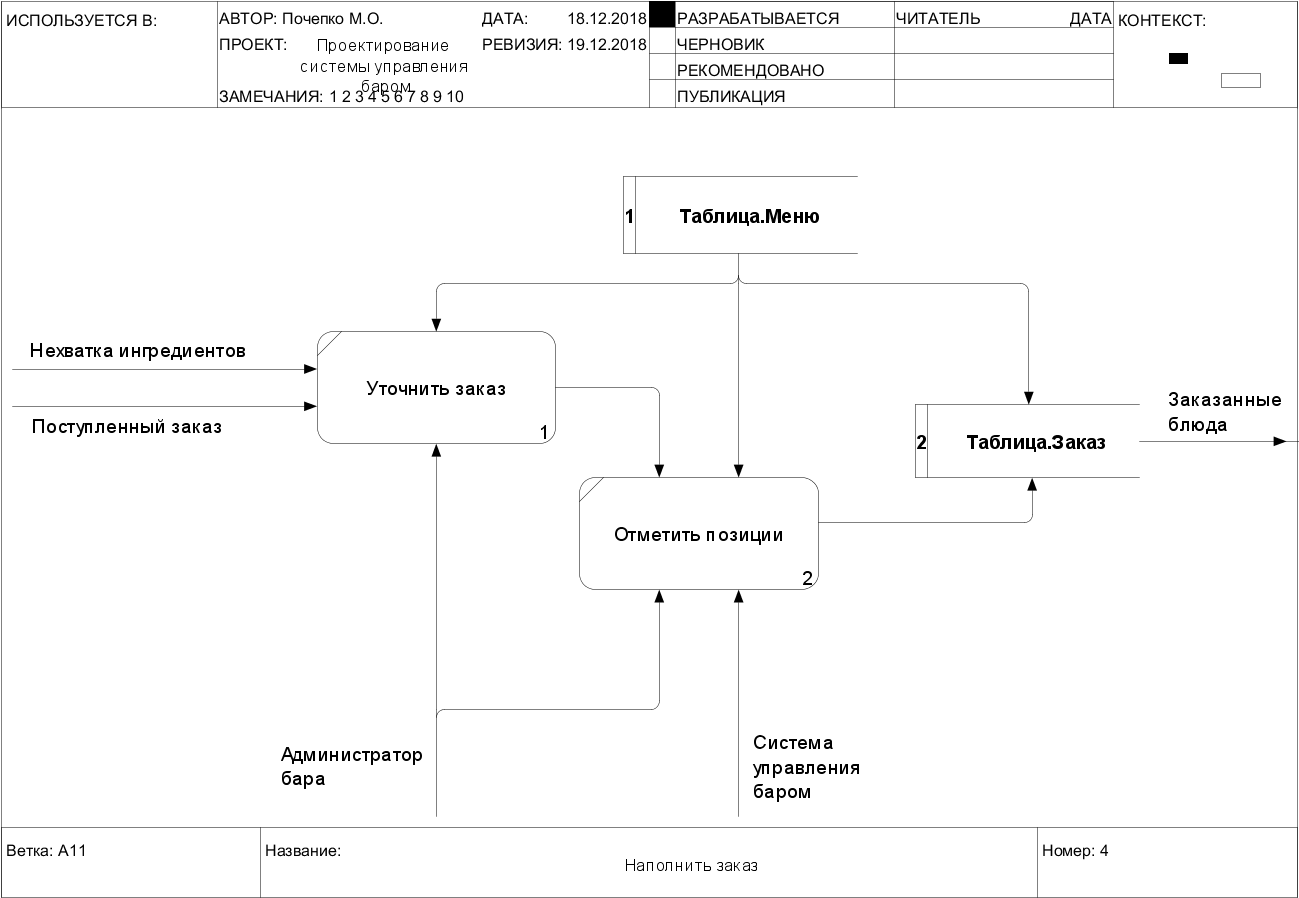 ИСПОЛЬЗУЕТСЯ В:
АВТОР: Почепко М.О.
ДАТА: 18.12.2018
ПРОЕКТ: Проектирование
системы управления
баром
РЕВИЗИЯ: 19.12.2018
ЗАМЕЧАНИЯ: 1 2 3 4 5 6 7 8 9 10
РАЗРАБАТЫВАЕТСЯ
ЧЕРНОВИК
РЕКОМЕНДОВАНО
ПУБЛИКАЦИЯ
ЧИТАТЕЛЬ ДАТА
КОНТЕКСТ:
1 Таблица.Меню
Нехватка ингредиентов
Поступленный заказ
Уточнить заказ
1
2 Таблица.Заказ
Заказанные
блюда
Отметить позиции
2
Администратор
бара
Система
управления
баром
Ветка: A11
Название:
Наполнить заказ
Номер: 4